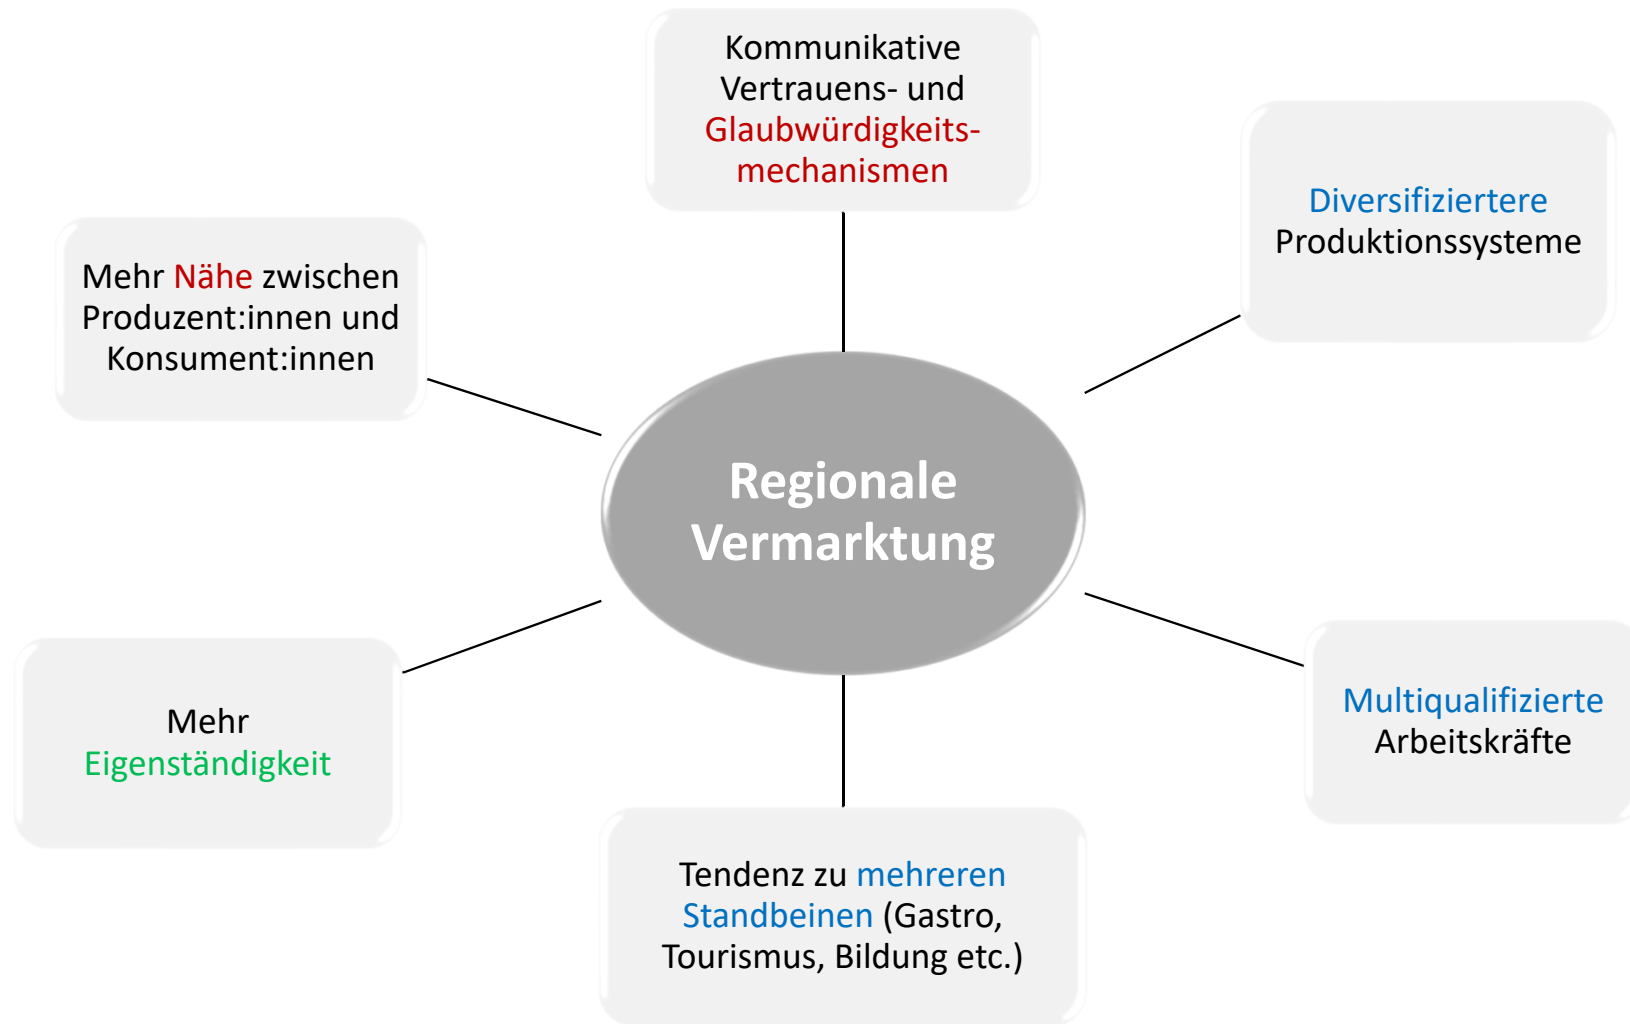 Kommunikative
Vertrauens- und
Glaubwürdigkeits-
mechanismen
Diversifiziertere
Produktionssysteme
Mehr Nähe zwischen
Produzent:innen und
Konsument:innen
Regionale
Vermarktung
Multiqualifizierte
Arbeitskräfte
Mehr
Eigenständigkeit
Tendenz zu mehreren
Standbeinen (Gastro,
Tourismus, Bildung etc.)